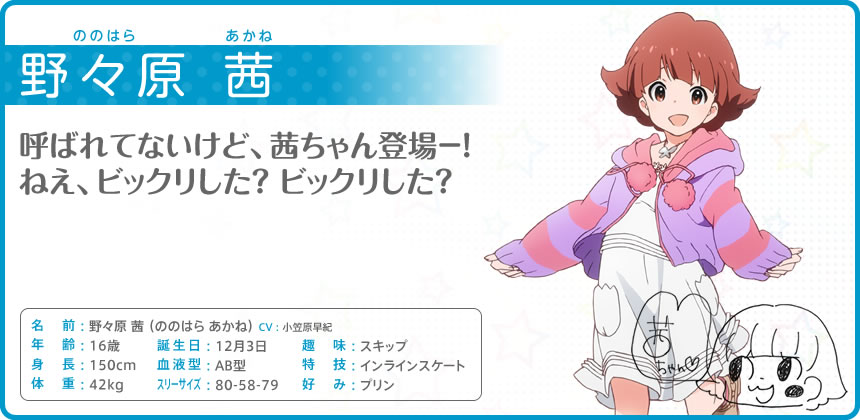 ののはら あかね
野々原 茜
呼ばれてないけど、茜ちゃん登場ー!
ねえ、ビックリした? ビックリした?
名 前 : 野々原 茜 (ののはら あかね) CV : 小笠原早紀
年 齢 : 16歳 誕生日 : 12月3日 趣 味 : スキップ
身 長 : 150cm 血液型 : AB型 特 技 : インラインスケート
体 重 : 42kg スリーサイズ : 80-58-79 好 み : プリン
茜
ちゃん♡